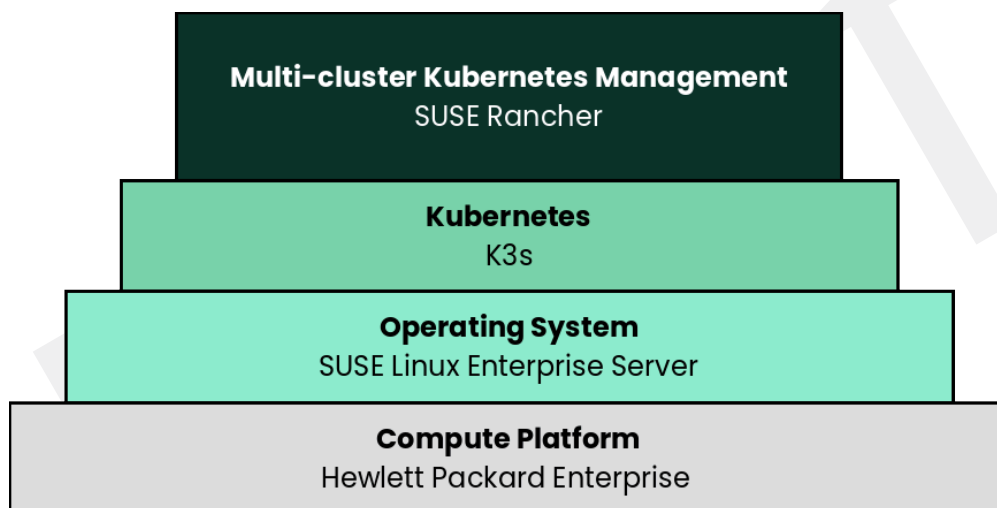 Multi-cluster Kubernetes Management
SUSE Rancher
Kubernetes
K3s
Operating System
SUSE Linux Enterprise Server
Compute Platform
Hewlett Packard Enterprise